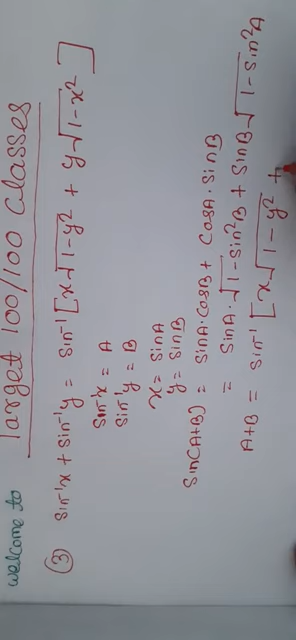 welcome to
Target 100/100 classes
③ sin⁻¹x + sin⁻¹y = sin⁻¹[x√1-y² + y√1-x²]
sin⁻¹x = A
sin⁻¹y = B
x = sinA
y = sinB
sin(A+B) = sinA.cosB + cosA.sinB
= sinA.√1-sin²B + sinB√1-sin²A
A+B = sin⁻¹[x√1-y² +